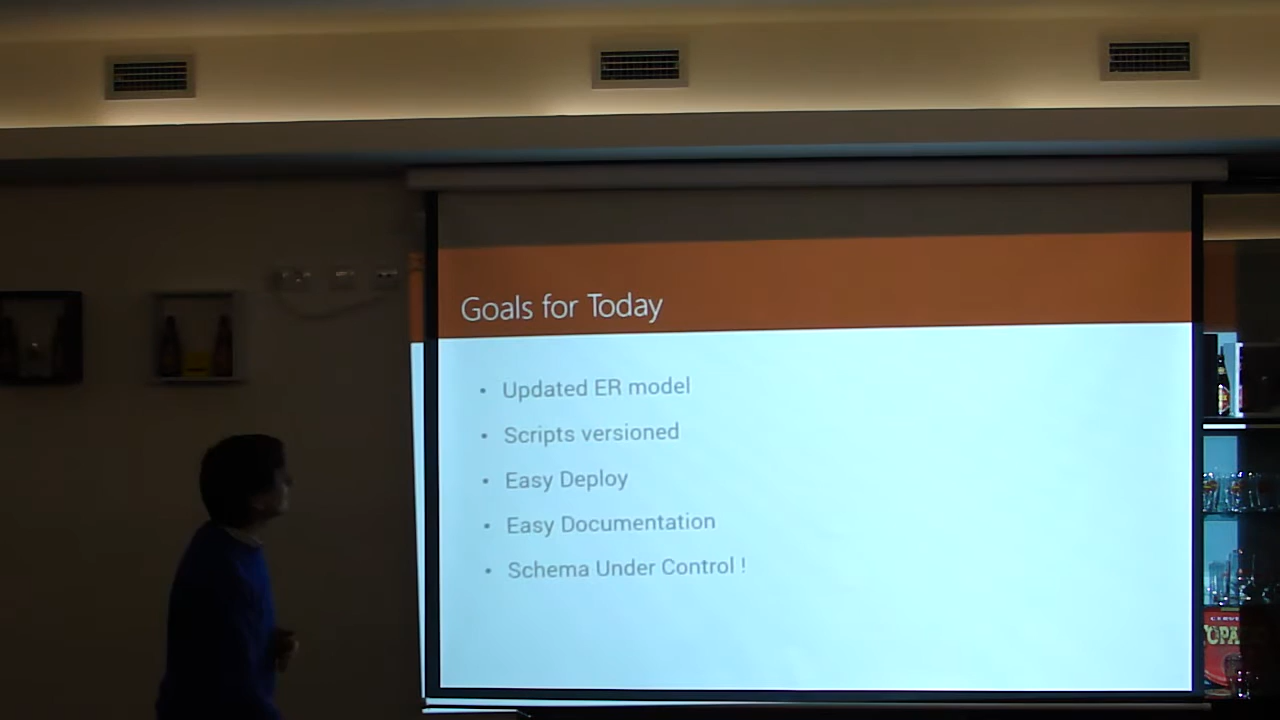 Goals for Today
• Updated ER model
• Scripts versioned
• Easy Deploy
• Easy Documentation
• Schema Under Control !